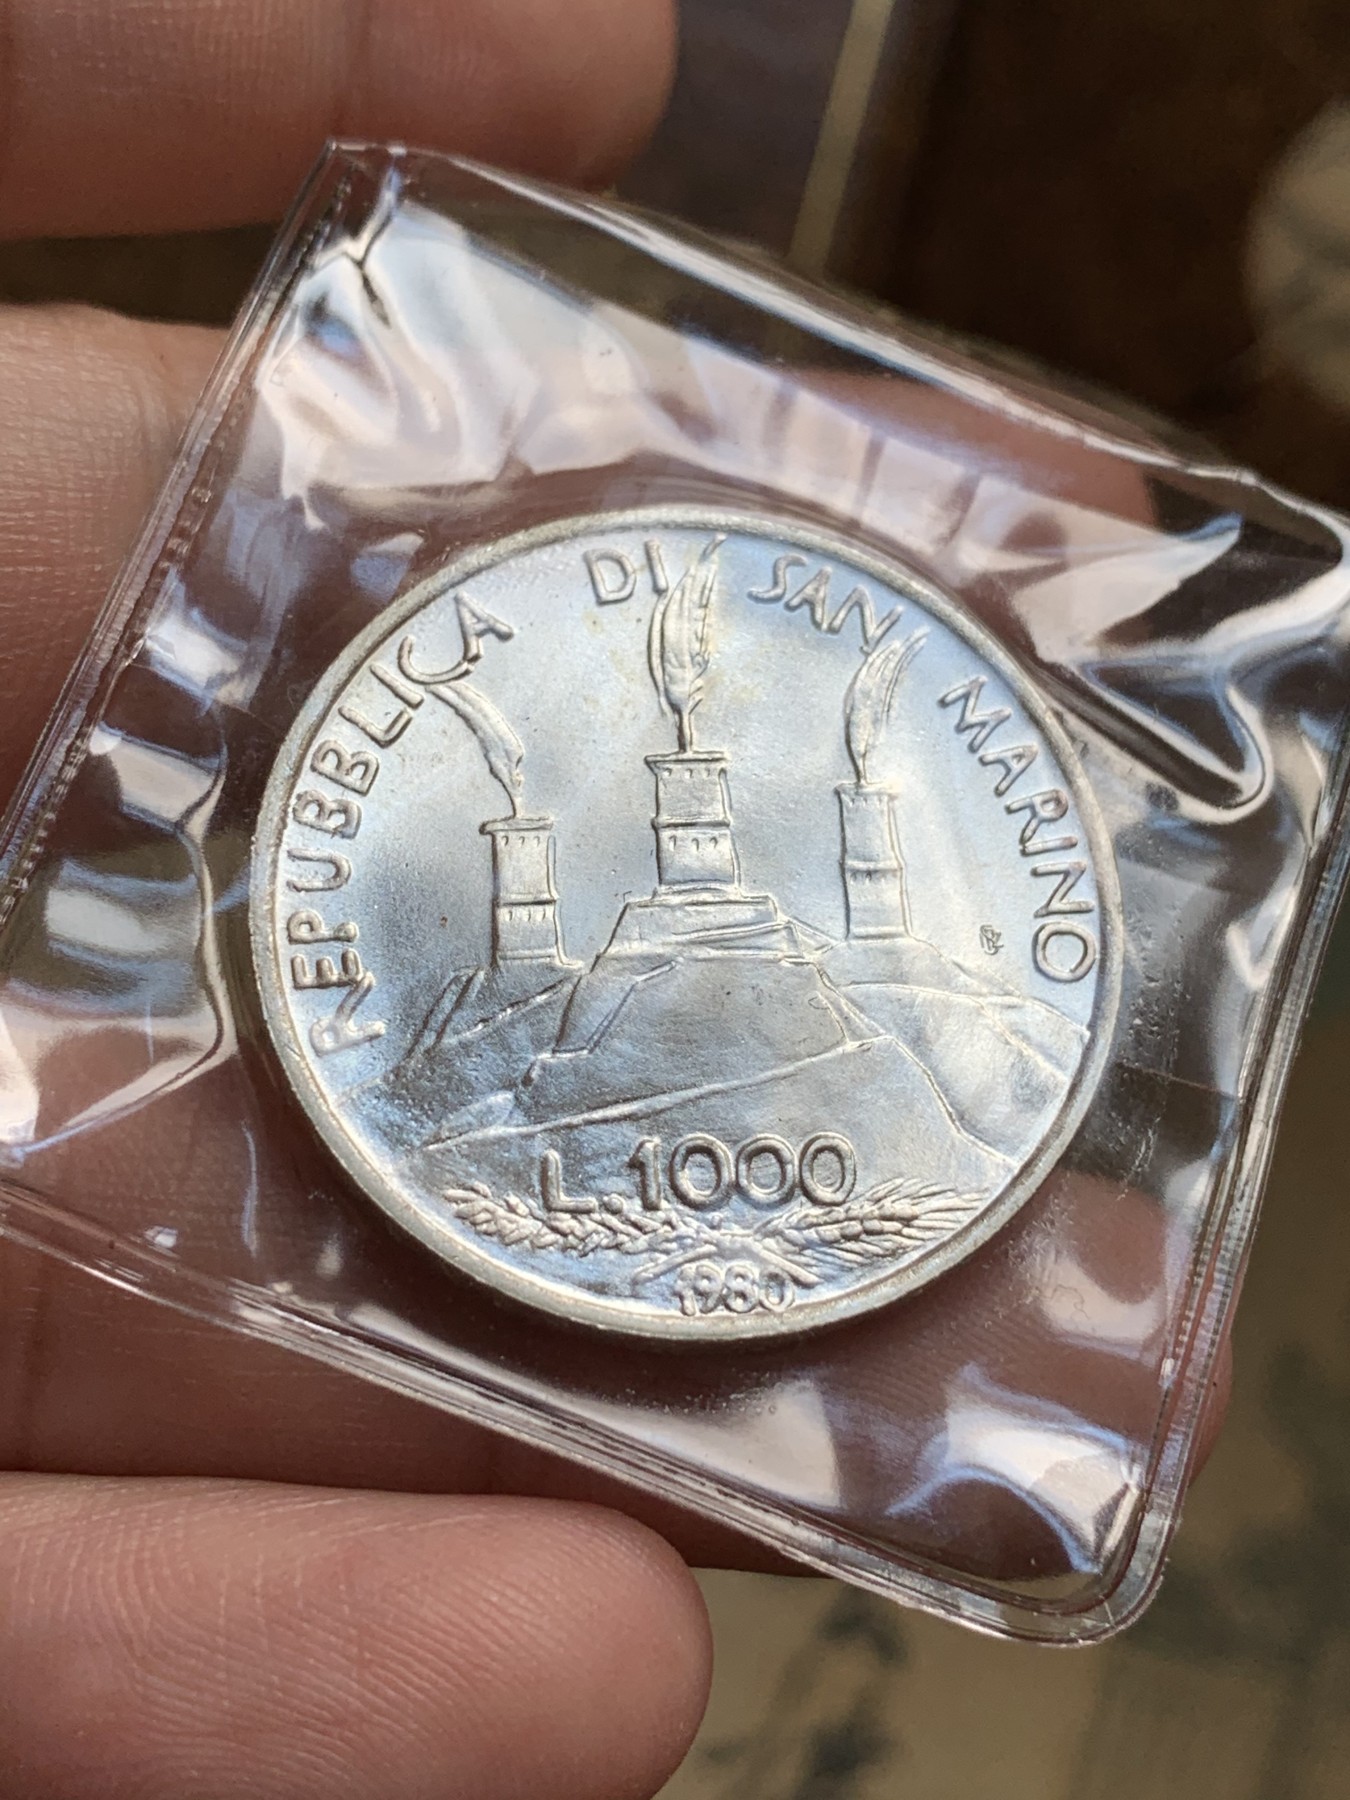 REPUBBLICA DI SAN MARINO
L.1000
1980